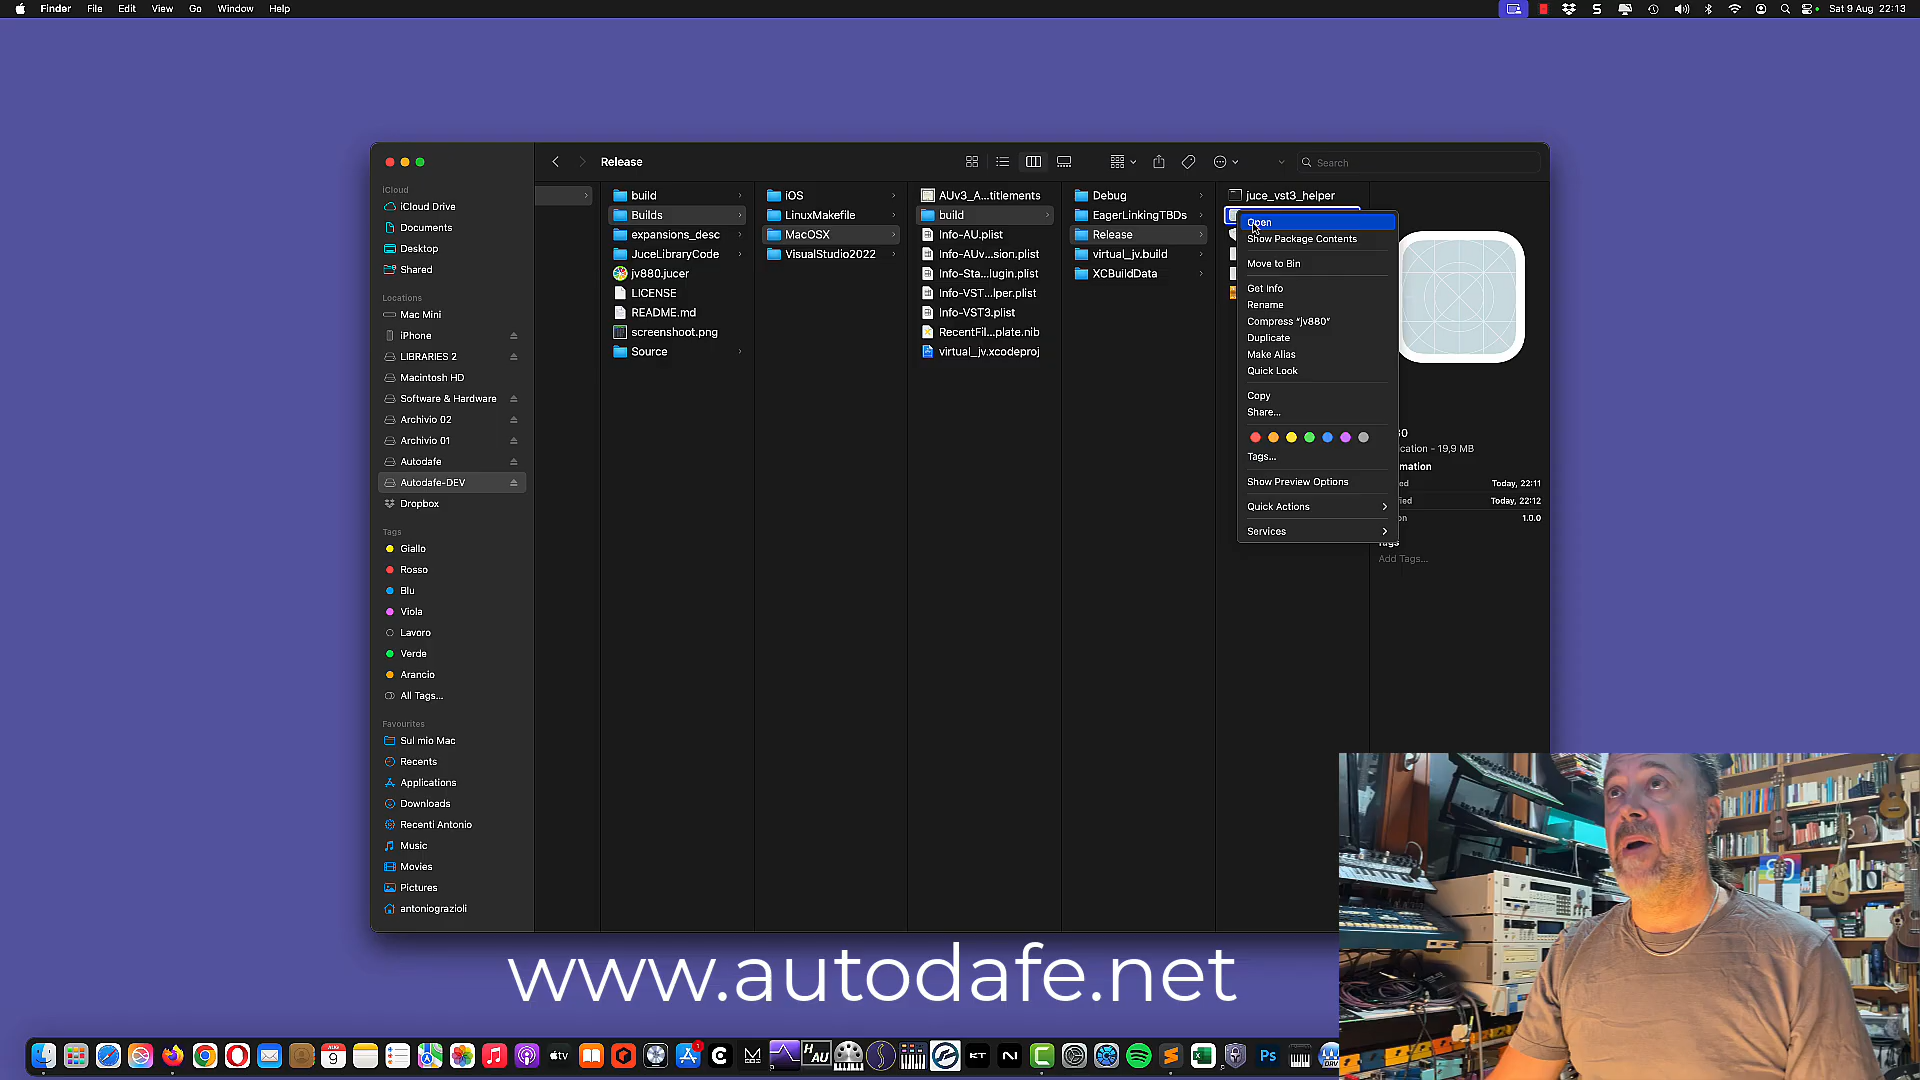 Finder File Edit View Go Window Help
Sat 9 Aug 22:13
Release
Search
iCloud
iCloud Drive
Documents
Desktop
Shared
Locations
Mac Mini
iPhone
LIBRARIES 2
Macintosh HD
Software & Hardware
Archivio 02
Archivio 01
Autodafe
Autodafe-DEV
Dropbox
Tags
Giallo
Rosso
Blu
Viola
Lavoro
Verde
Arancio
All Tags...
Favourites
Sul mio Mac
Recents
Applications
Downloads
Recenti Antonio
Music
Movies
Pictures
antoniograzioli
build
Builds
expansions_desc
JuceLibraryCode
jv880.jucer
LICENSE
README.md
screenshoot.png
Source
iOS
LinuxMakefile
MacOSX
VisualStudio2022
AUv3_A...titlements
build
Info-AU.plist
Info-AUv...sion.plist
Info-Sta...lugin.plist
Info-VST...lper.plist
Info-VST3.plist
RecentFil...plate.nib
virtual_jv.xcodeproj
Debug
EagerLinkingTBDs
Release
virtual_jv.build
XCBuildData
juce_vst3_helper
Open
Show Package Contents
Move to Bin
Get Info
Rename
Compress “jv880”
Duplicate
Make Alias
Quick Look
Copy
Share...
Tags...
Show Preview Options
Quick Actions
Services
cation - 19,9 MB
mation
Today, 22:11
Today, 22:12
1.0.0
Tags
Add Tags...
www.autodafe.net